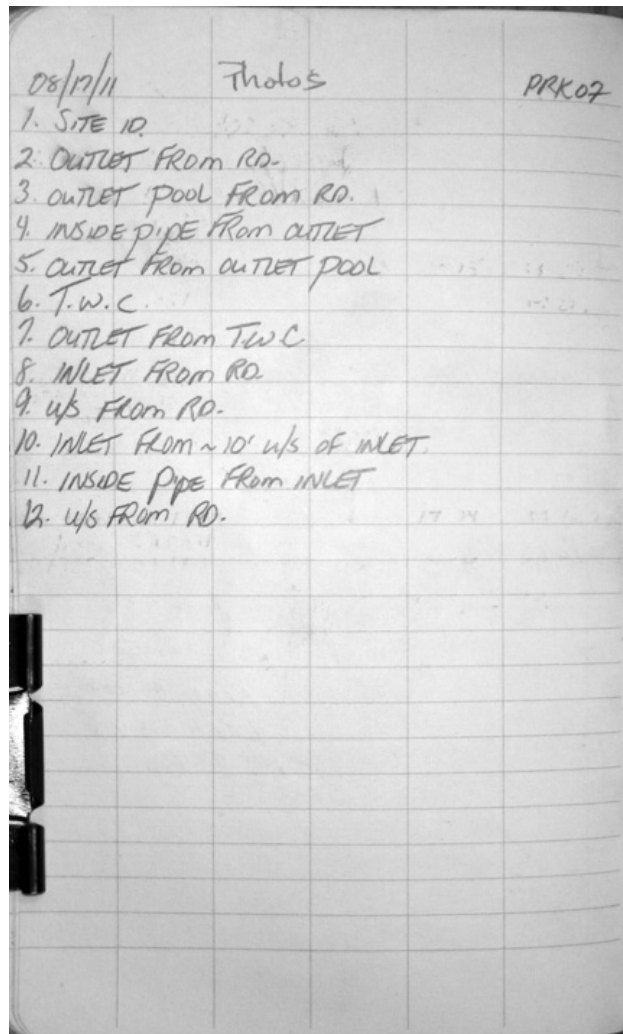 08/17/11 Photos PRK07
1. SITE ID.
2. OUTLET FROM RD.
3. OUTLET POOL FROM RD.
4. INSIDE PIPE FROM OUTLET
5. OUTLET FROM OUTLET POOL
6. T.W.C.
7. OUTLET FROM TWC
8. INLET FROM RD
9. U/S FROM RD.
10. INLET FROM ~10' U/S OF INLET
11. INSIDE PIPE FROM INLET
12. U/S FROM RD.